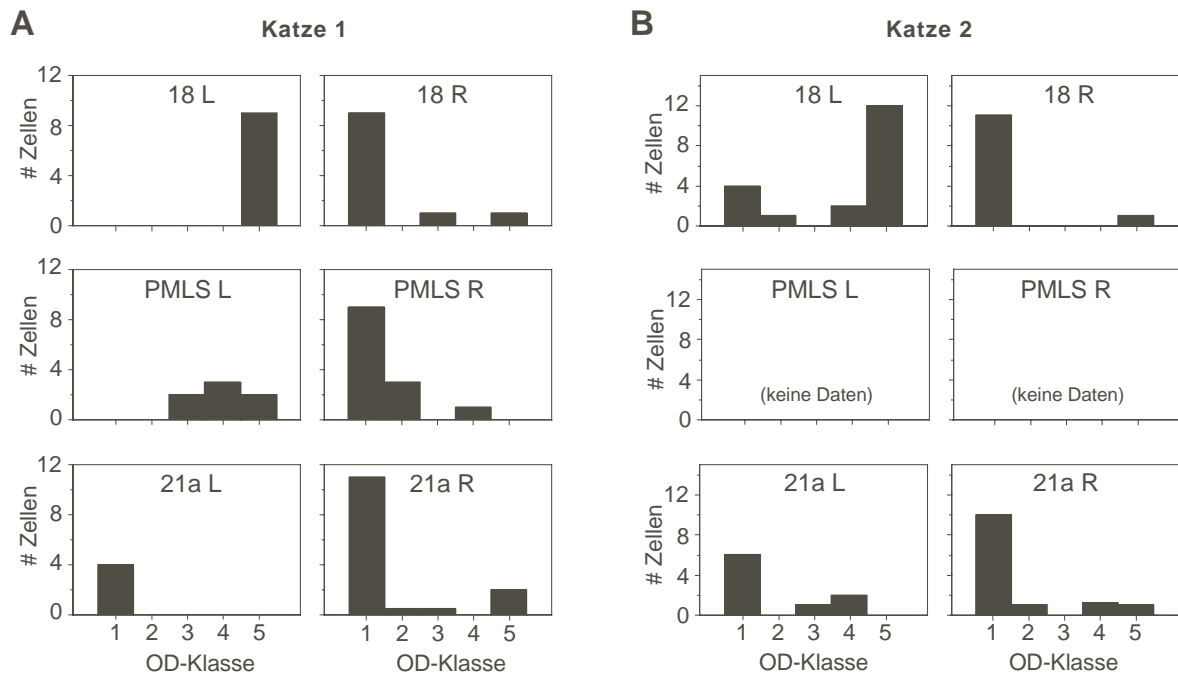 A
Katze 1
12
8
4
0
# Zellen
18 L
18 R
12
8
4
0
# Zellen
PMLS L
PMLS R
12
8
4
0
# Zellen
21a L
21a R
1 2 3 4 5
1 2 3 4 5
OD-Klasse
OD-Klasse
B
Katze 2
12
8
4
0
# Zellen
18 L
18 R
12
8
4
0
# Zellen
PMLS L
(keine Daten)
PMLS R
(keine Daten)
12
8
4
0
# Zellen
21a L
21a R
1 2 3 4 5
1 2 3 4 5
OD-Klasse
OD-Klasse